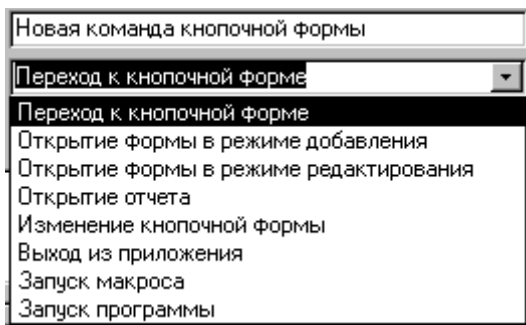 Новая команда кнопочной формы
Переход к кнопочной форме
Переход к кнопочной форме
Открытие формы в режиме добавления
Открытие формы в режиме редактирования
Открытие отчета
Изменение кнопочной формы
Выход из приложения
Запуск макроса
Запуск программы